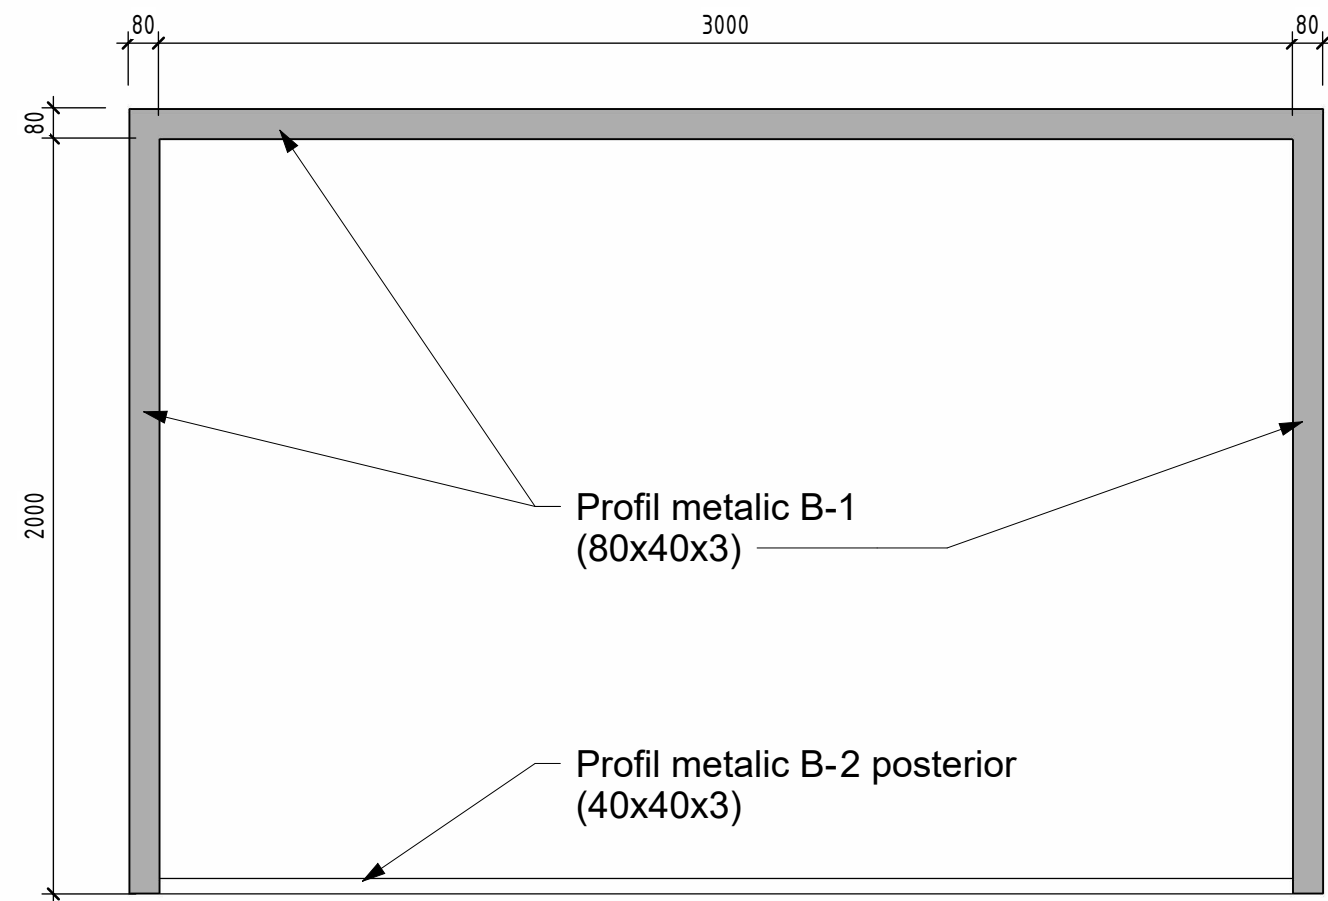 80
3000
80
80
2000
Profil metalic B-1
(80x40x3)
Profil metalic B-2 posterior
(40x40x3)